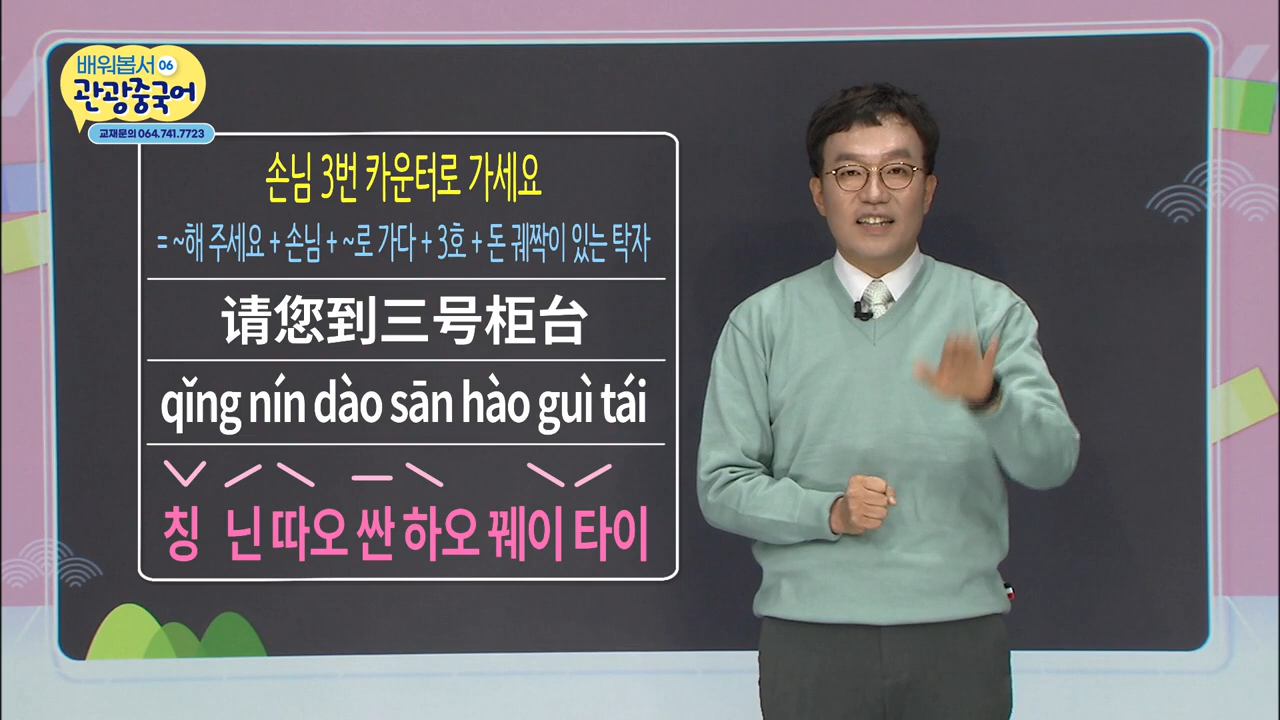 배워봅서 06
관광중국어
교재문의 064.741.7723
손님 3번 카운터로 가세요
= ~해 주세요 + 손님 + ~로 가다 + 3호 + 돈 궤짝이 있는 탁자
请您到三号柜台
qǐng nín dào sān hào guì tái
칭 닌 따오 싼 하오 꿰이 타이